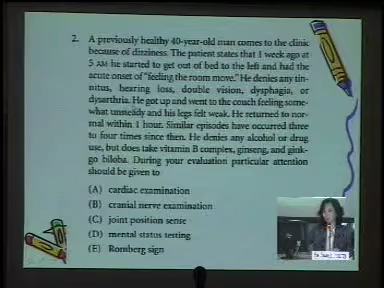 2. A previously healthy 40-year-old man comes to the clinic
because of dizziness. The patient states that 1 week ago at
5 AM he started to get out of bed to the left and had the
acute onset of "feeling the room move." He denies any tin-
nitus, hearing loss, double vision, dysphagia, or
dysarthria. He got up and went to the couch feeling some-
what unsteady and his legs felt weak. He returned to nor-
mal within 1 hour. Similar episodes have occurred three
to four times since then. He denies any alcohol or drug
use, but does take vitamin B complex, ginseng, and gink-
go biloba. During your evaluation particular attention
should be given to
(A) cardiac examination
(B) cranial nerve examination
(C) joint position sense
(D) mental status testing
(E) Romberg sign